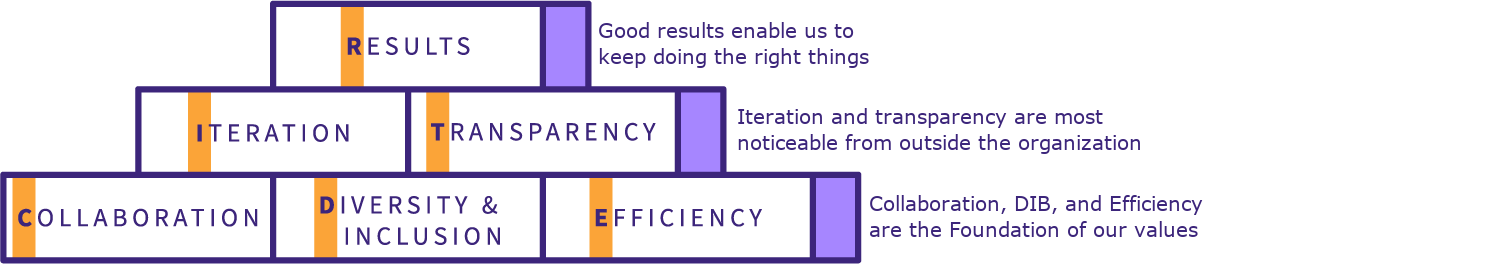 RESULTS
Good results enable us to
keep doing the right things
ITERATION
TRANSPARENCY
Iteration and transparency are most
noticeable from outside the organization
COLLABORATION
DIVERSITY &
INCLUSION
EFFICIENCY
Collaboration, DIB, and Efficiency
are the Foundation of our values